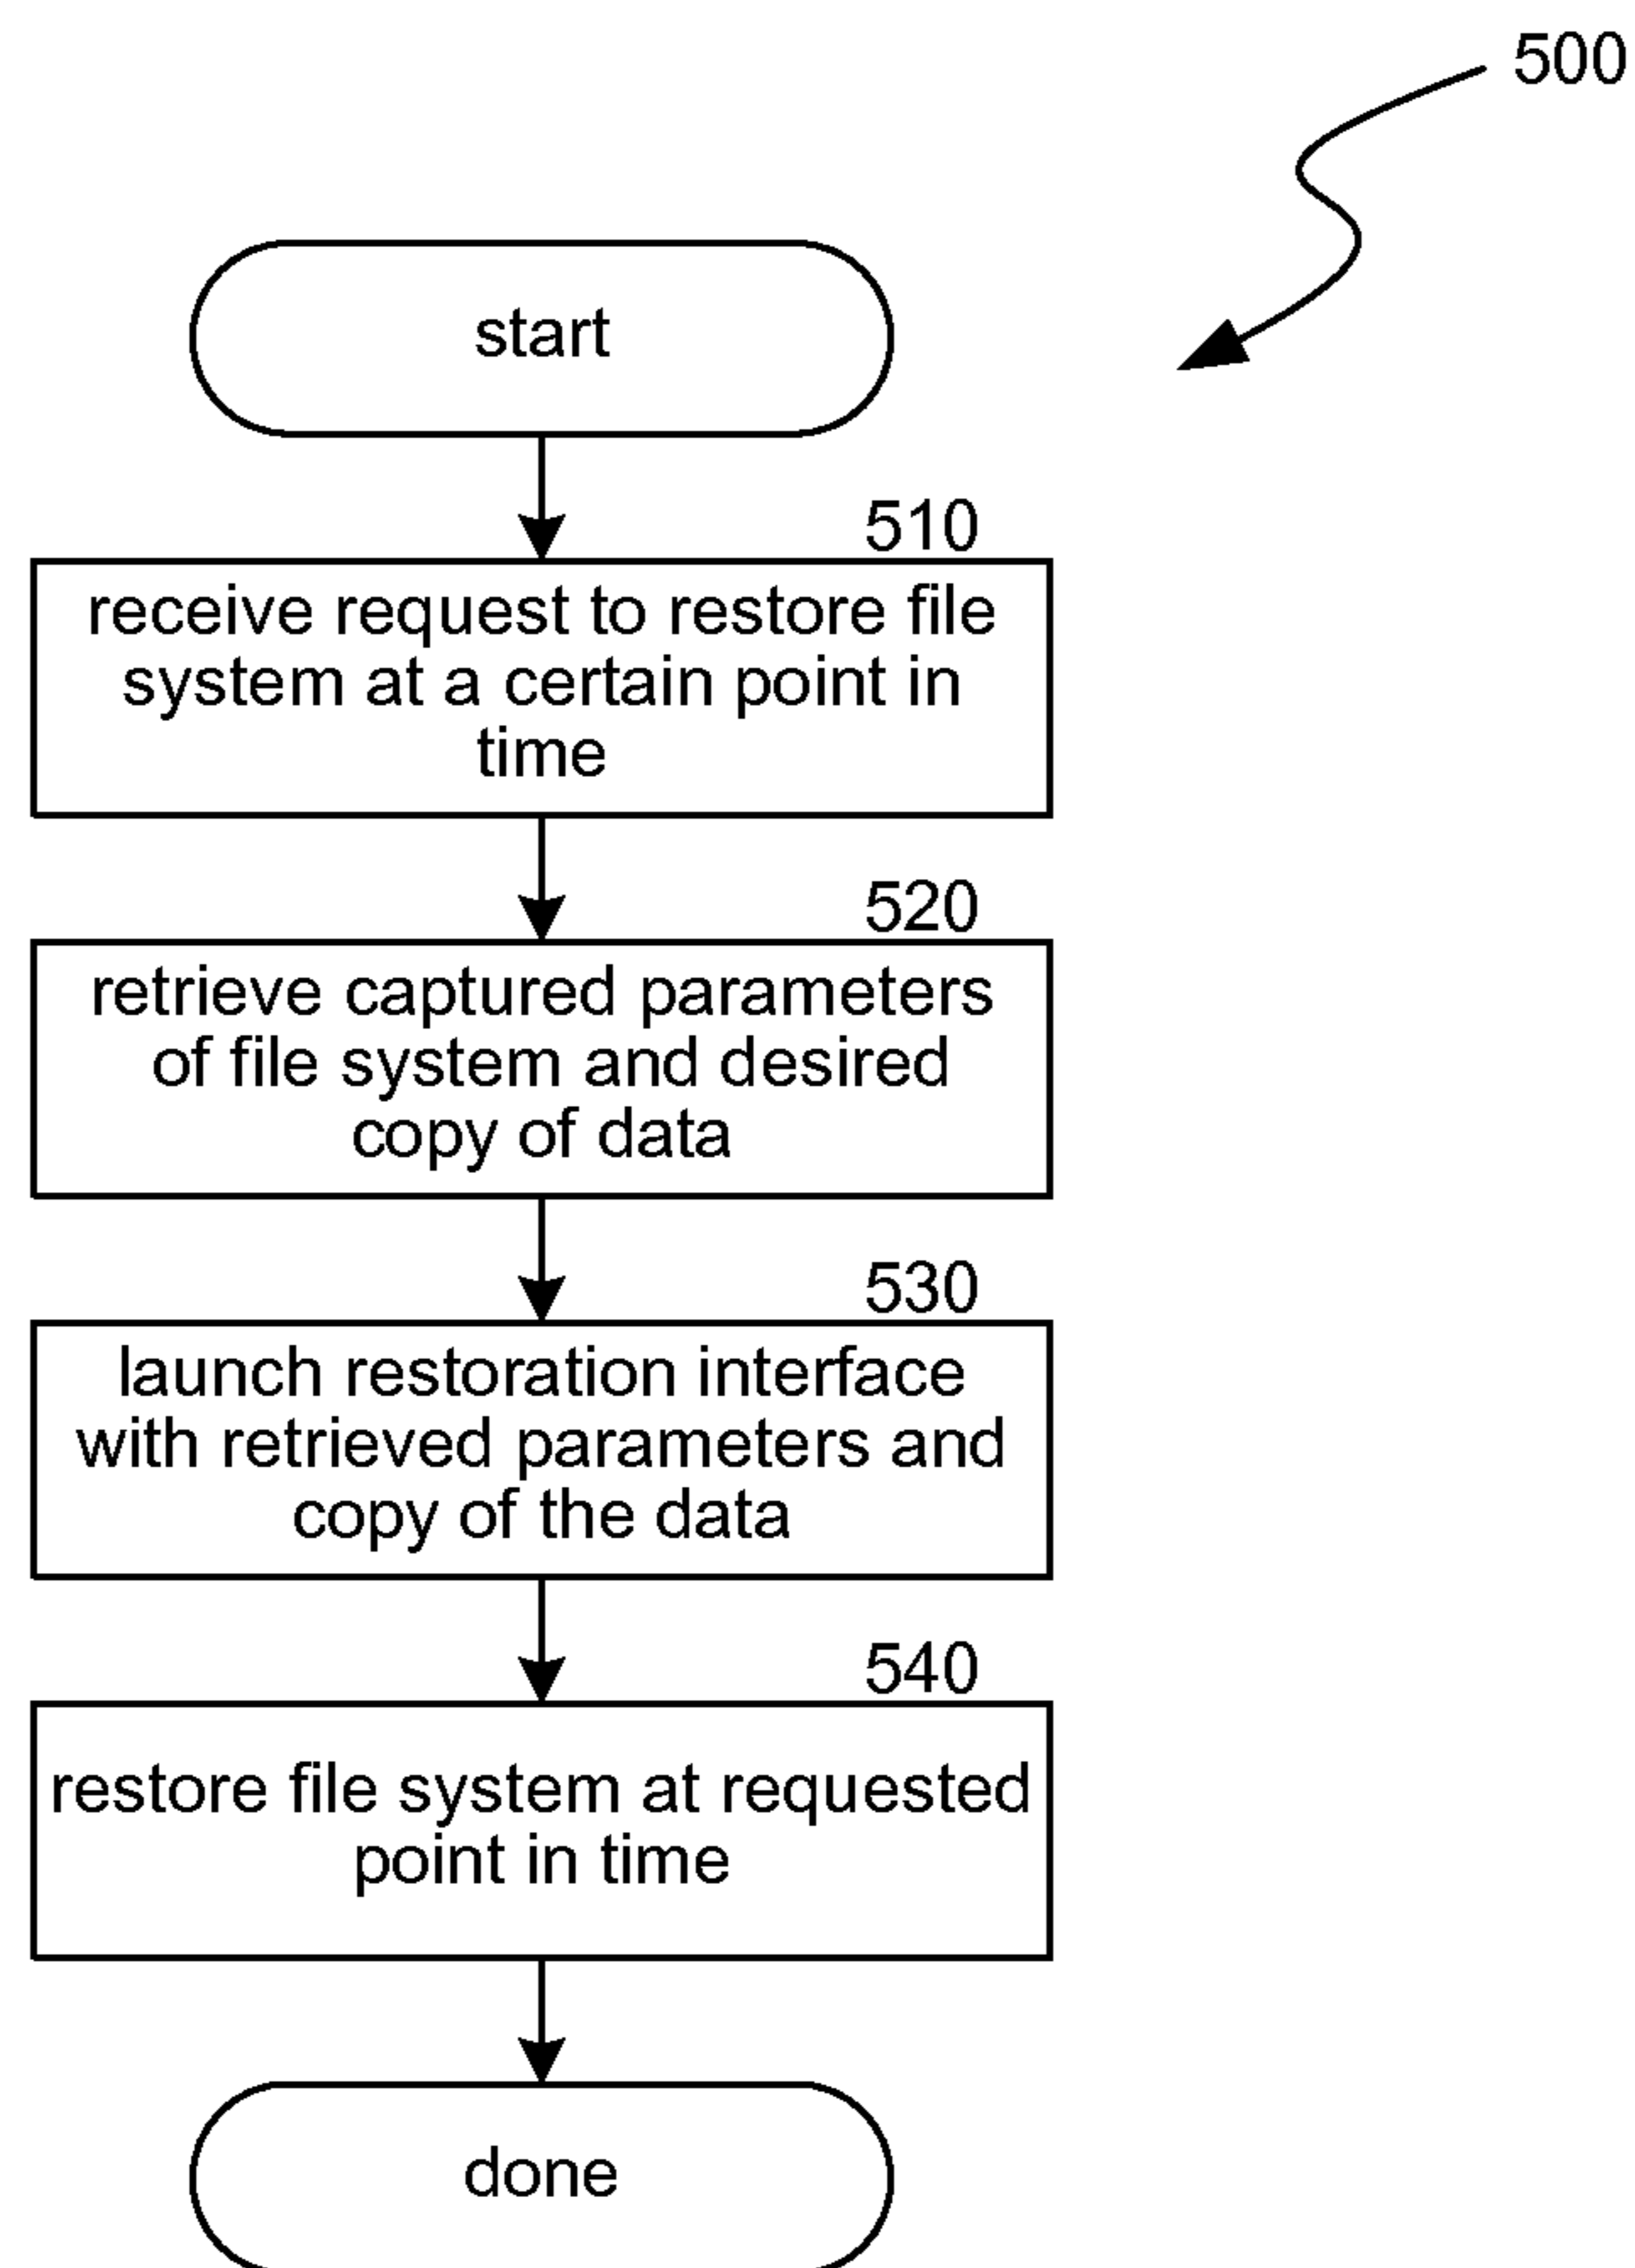 500
start
510
receive request to restore file
system at a certain point in
time
520
retrieve captured parameters
of file system and desired
copy of data
530
launch restoration interface
with retrieved parameters and
copy of the data
540
restore file system at requested
point in time
done